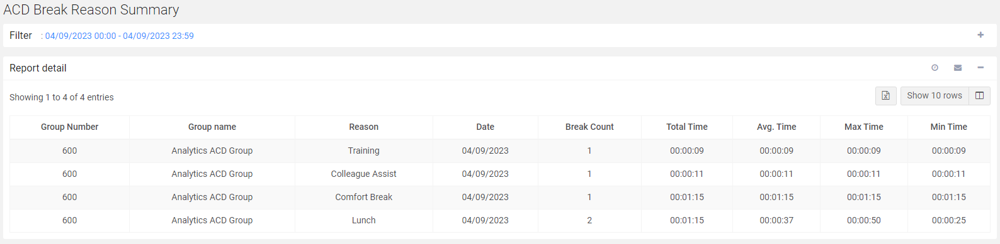 ACD Break Reason Summary
Filter : 04/09/2023 00:00 - 04/09/2023 23:59
Report detail
Showing 1 to 4 of 4 entries
Show 10 rows
Group Number Group name Reason Date Break Count Total Time Avg. Time Max Time Min Time
600 Analytics ACD Group Training 04/09/2023 1 00:00:09 00:00:09 00:00:09 00:00:09
600 Analytics ACD Group Colleague Assist 04/09/2023 1 00:00:11 00:00:11 00:00:11 00:00:11
600 Analytics ACD Group Comfort Break 04/09/2023 1 00:01:15 00:01:15 00:01:15 00:01:15
600 Analytics ACD Group Lunch 04/09/2023 2 00:01:15 00:00:37 00:00:50 00:00:25